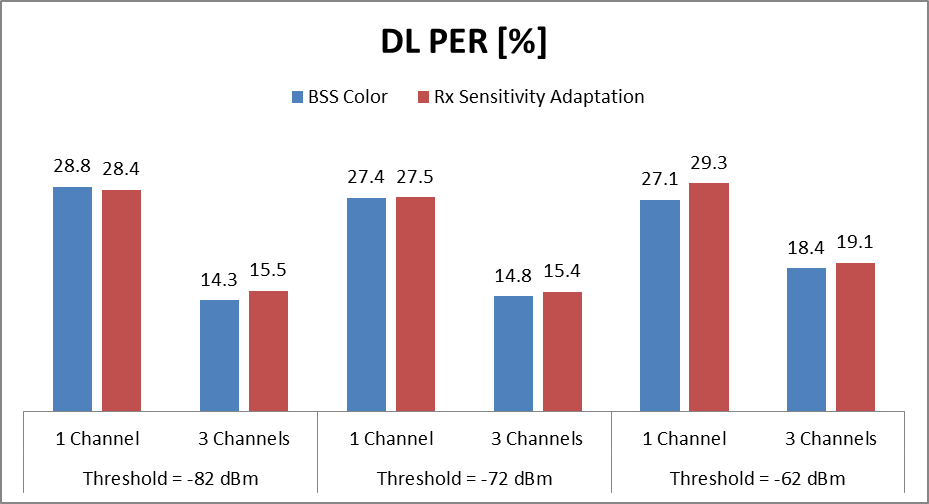 DL PER [%]
BSS Color Rx Sensitivity Adaptation
28.8 28.4 14.3 15.5 27.4 27.5 14.8 15.4 27.1 29.3 18.4 19.1
1 Channel 3 Channels 1 Channel 3 Channels 1 Channel 3 Channels
Threshold = -82 dBm Threshold = -72 dBm Threshold = -62 dBm